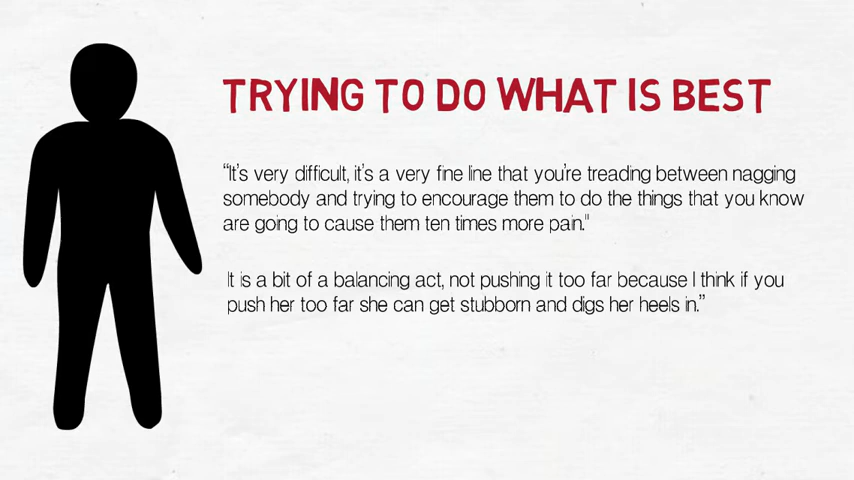 TRYING TO DO WHAT IS BEST
“It’s very difficult, it’s a very fine line that you’re treading between nagging
somebody and trying to encourage them to do the things that you know
are going to cause them ten times more pain."
It is a bit of a balancing act, not pushing it too far because I think if you
push her too far she can get stubborn and digs her heels in.”